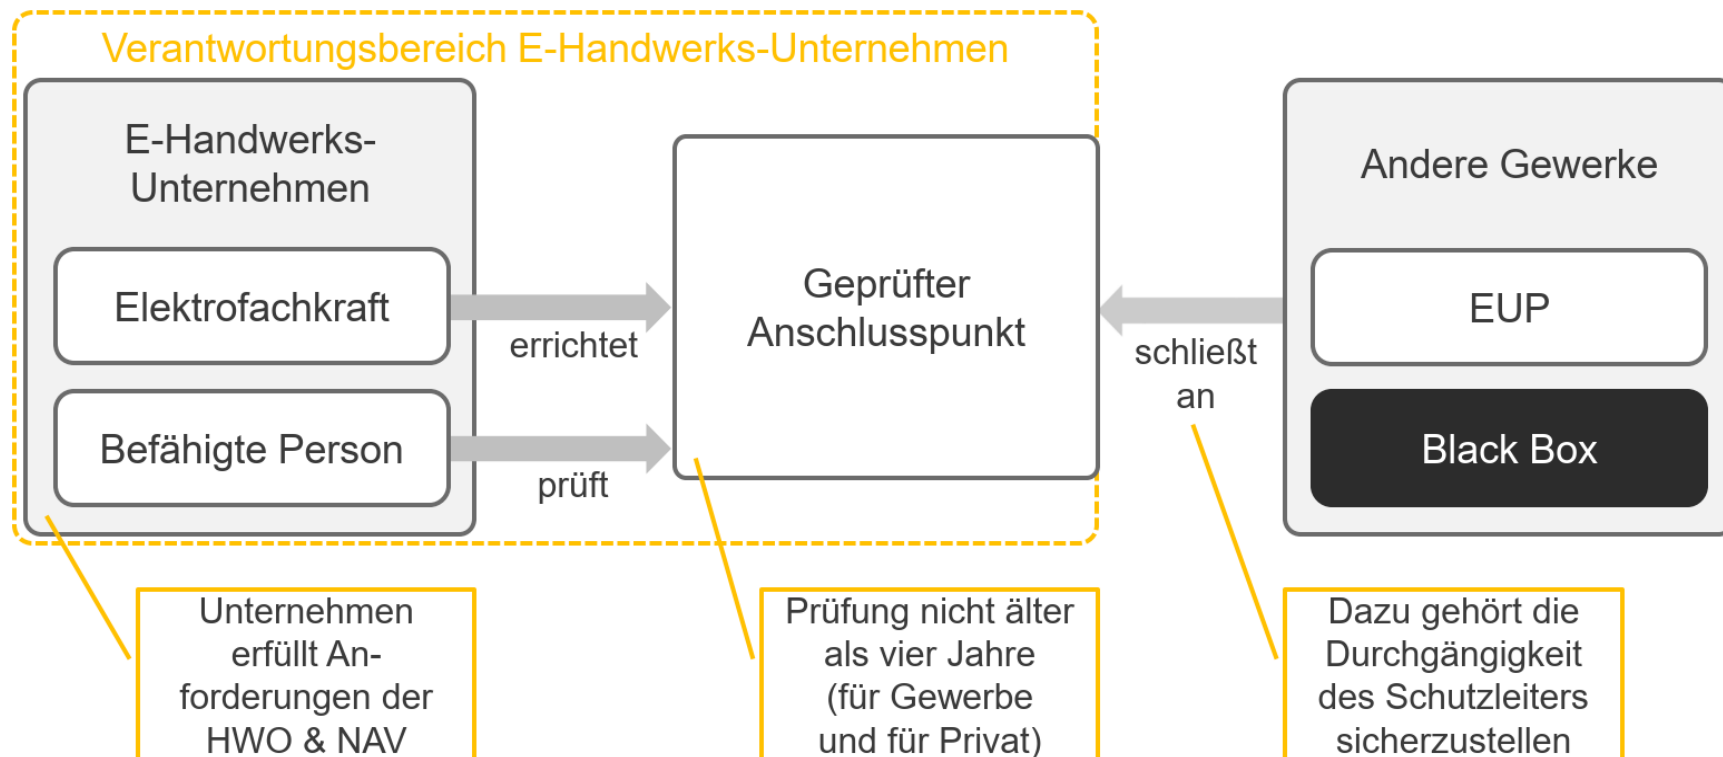 Verantwortungsbereich E-Handwerks-Unternehmen
E-Handwerks-
Unternehmen
Elektrofachkraft
Befähigte Person
errichtet
prüft
Geprüfter
Anschlusspunkt
schließt
an
Andere Gewerke
EUP
Black Box
Unternehmen
erfüllt An-
forderungen der
HWO & NAV
Prüfung nicht älter
als vier Jahre
(für Gewerbe
und für Privat)
Dazu gehört die
Durchgängigkeit
des Schutzleiters
sicherzustellen